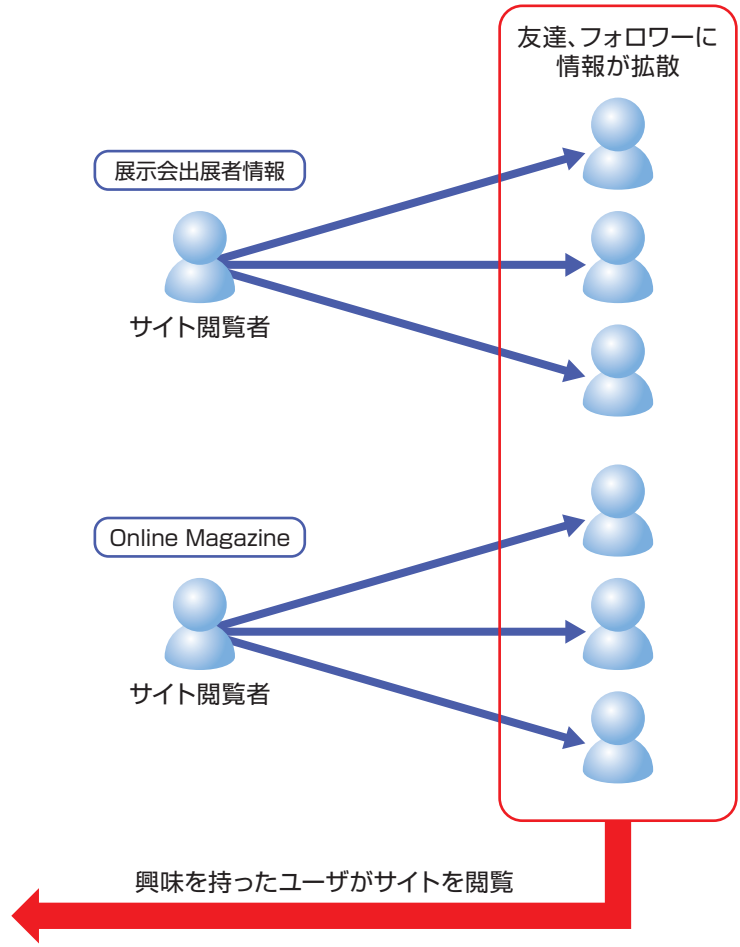 友達、フォロワーに
情報が拡散
展示会出展者情報
サイト閲覧者
Online Magazine
サイト閲覧者
興味を持ったユーザがサイトを閲覧